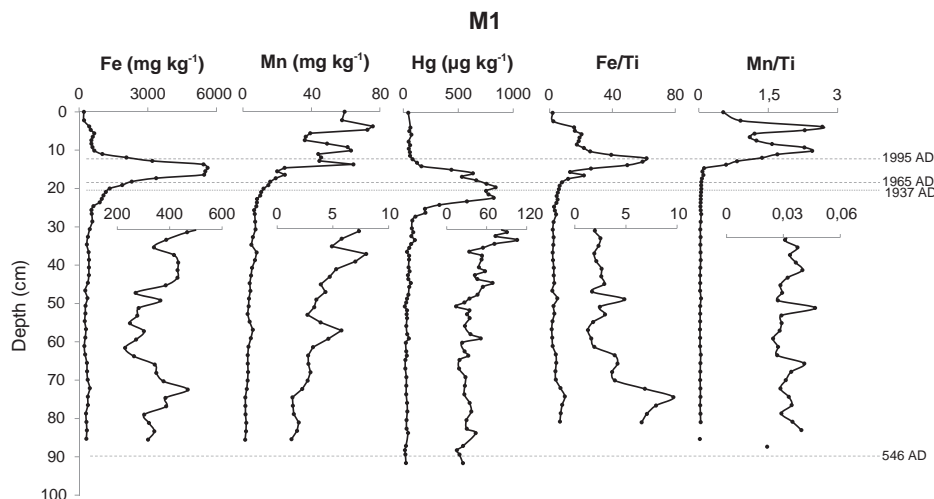 M1
Fe (mg kg⁻¹) Mn (mg kg⁻¹) Hg (µg kg⁻¹) Fe/Ti Mn/Ti
0 3000 6000 0 40 80 0 500 1000 0 40 80 0 1,5 3
0
10
1995 AD
1965 AD
20
1937 AD
200 400 600 0 5 10 0 60 120 0 5 10 0 0,03 0,06
30
40
50
Depth (cm)
60
70
80
90
546 AD
100